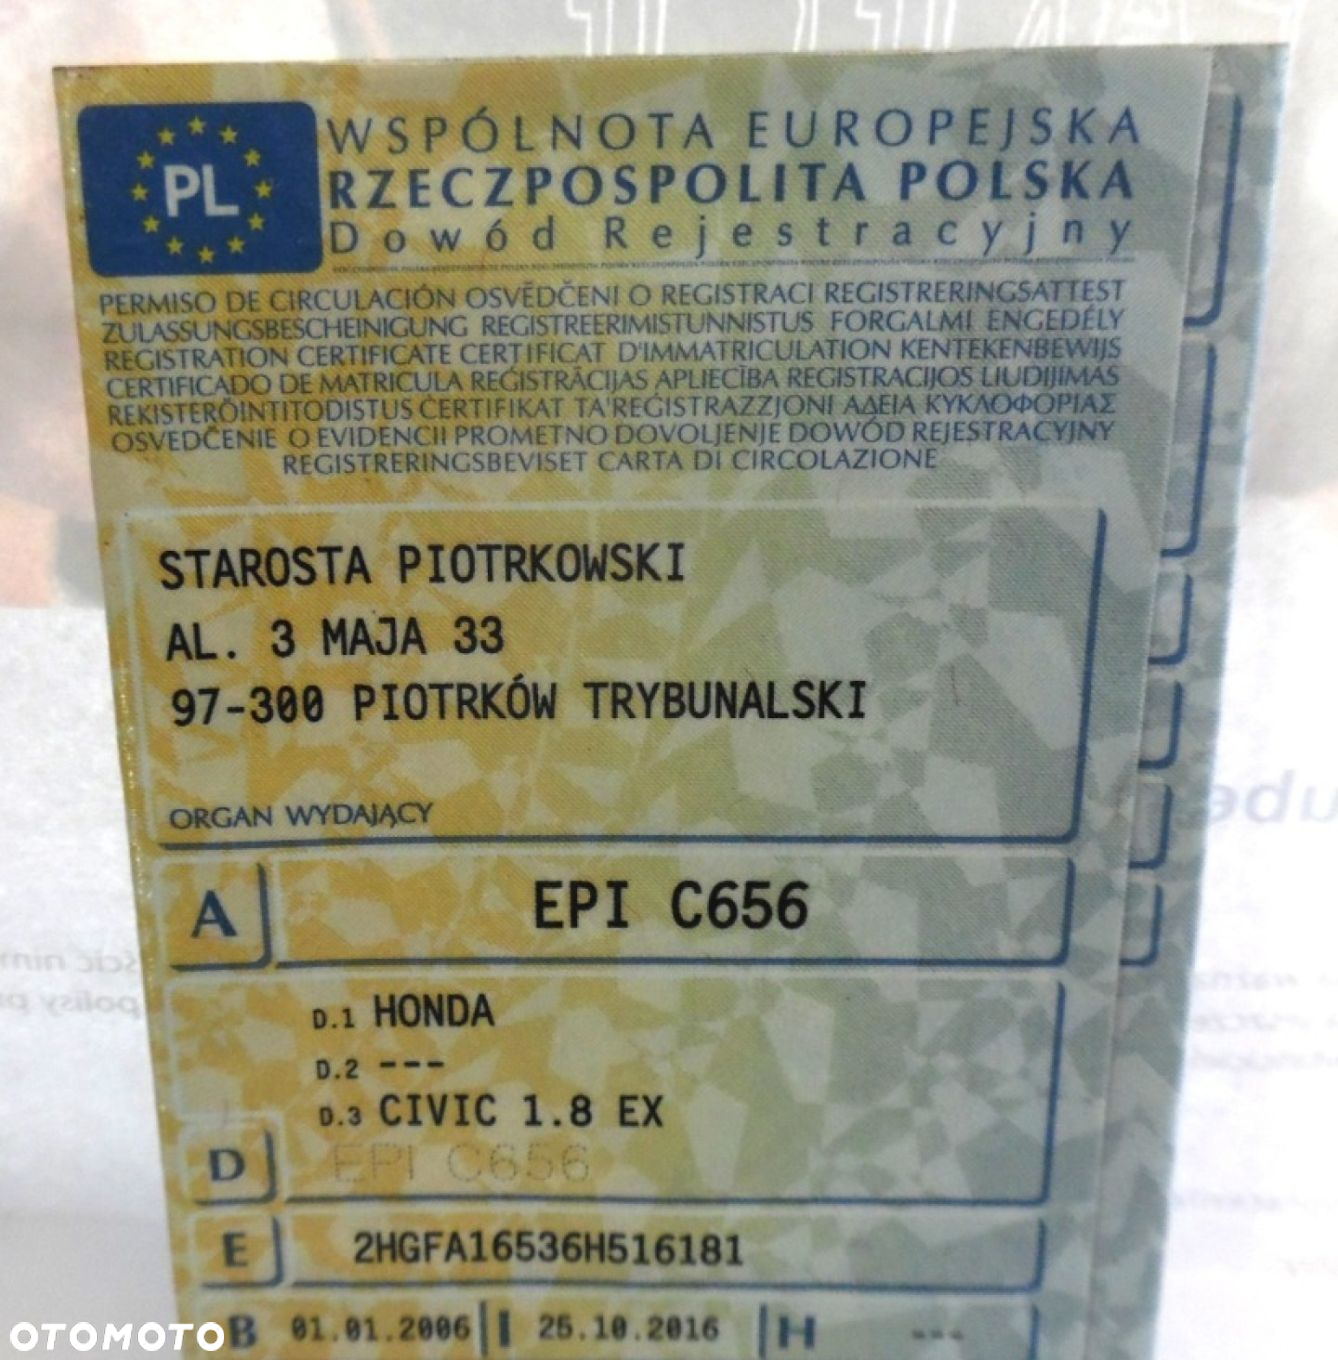 PL
WSPÓLNOTA EUROPEJSKA
RZECZPOSPOLITA POLSKA
Dowód Rejestracyjny
PERMISO DE CIRCULACIÓN OSVĚDČENI O REGISTRACI REGISTRERINGSATTEST
ZULASSUNGSBESCHEINIGUNG REGISTREERIMISTUNNISTUS FORGALMI ENGEDÉLY
REGISTRATION CERTIFICATE CERTIFICAT D'IMMATRICULATION KENTEKENBEWIJS
CERTIFICADO DE MATRICULA REĢISTRĀCIJAS APLIECĪBA REGISTRACIJOS LIUDIJIMAS
REKISTERÖINTITODISTUS ĊERTIFIKAT TA'REĠISTRAZZJONI ΑΔΕΙΑ ΚΥΚΛΟΦΟΡΙΑΣ
OSVEDČENIE O EVIDENCII PROMETNO DOVOLJENJE DOWÓD REJESTRACYJNY
REGISTRERINGSBEVISET CARTA DI CIRCOLAZIONE
STAROSTA PIOTRKOWSKI
AL. 3 MAJA 33
97-300 PIOTRKÓW TRYBUNALSKI
ORGAN WYDAJĄCY
A EPI C656
D.1 HONDA
D.2 ---
D.3 CIVIC 1.8 EX
D EPI C656
E 2HGFA16536H516181
B 01.01.2006 I 25.10.2016 H ---
OTOMOTO